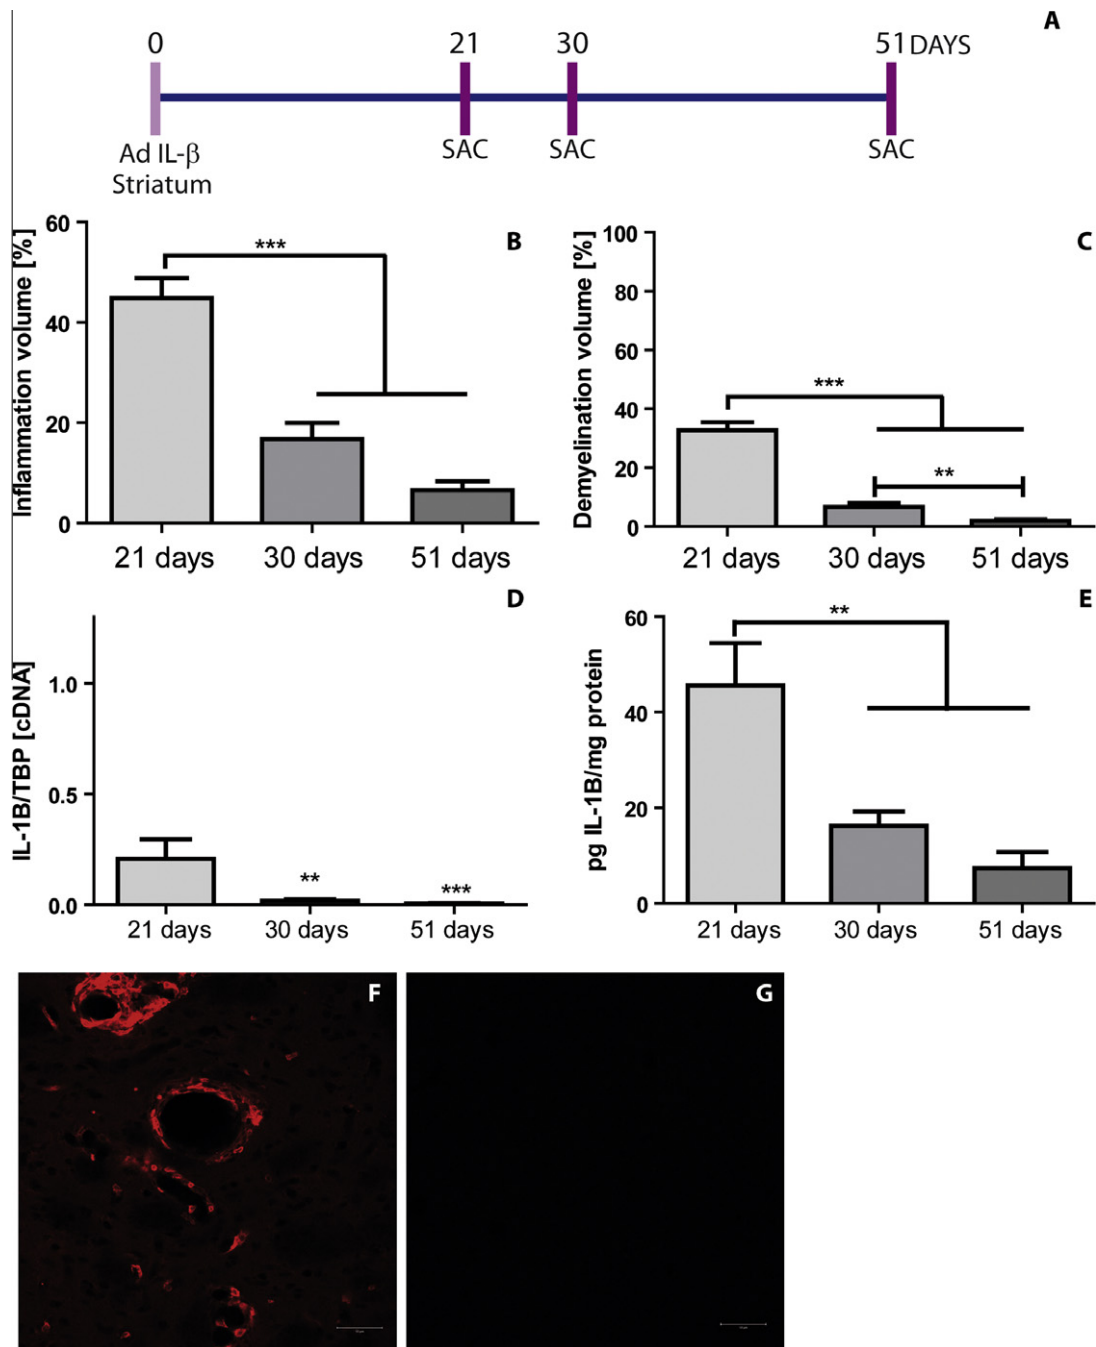 A
0 21 30 51 DAYS
SAC SAC SAC
Ad IL-β
Striatum
B
Inflammation volume [%]
60
40
20
0
***
21 days 30 days 51 days
C
Demyelination volume [%]
100
80
60
40
20
0
***
**
21 days 30 days 51 days
D
IL-1B/TBP [cDNA]
1.0
0.5
0.0
**
***
21 days 30 days 51 days
E
pg IL-1B/mg protein
60
40
20
0
**
21 days 30 days 51 days
F
G